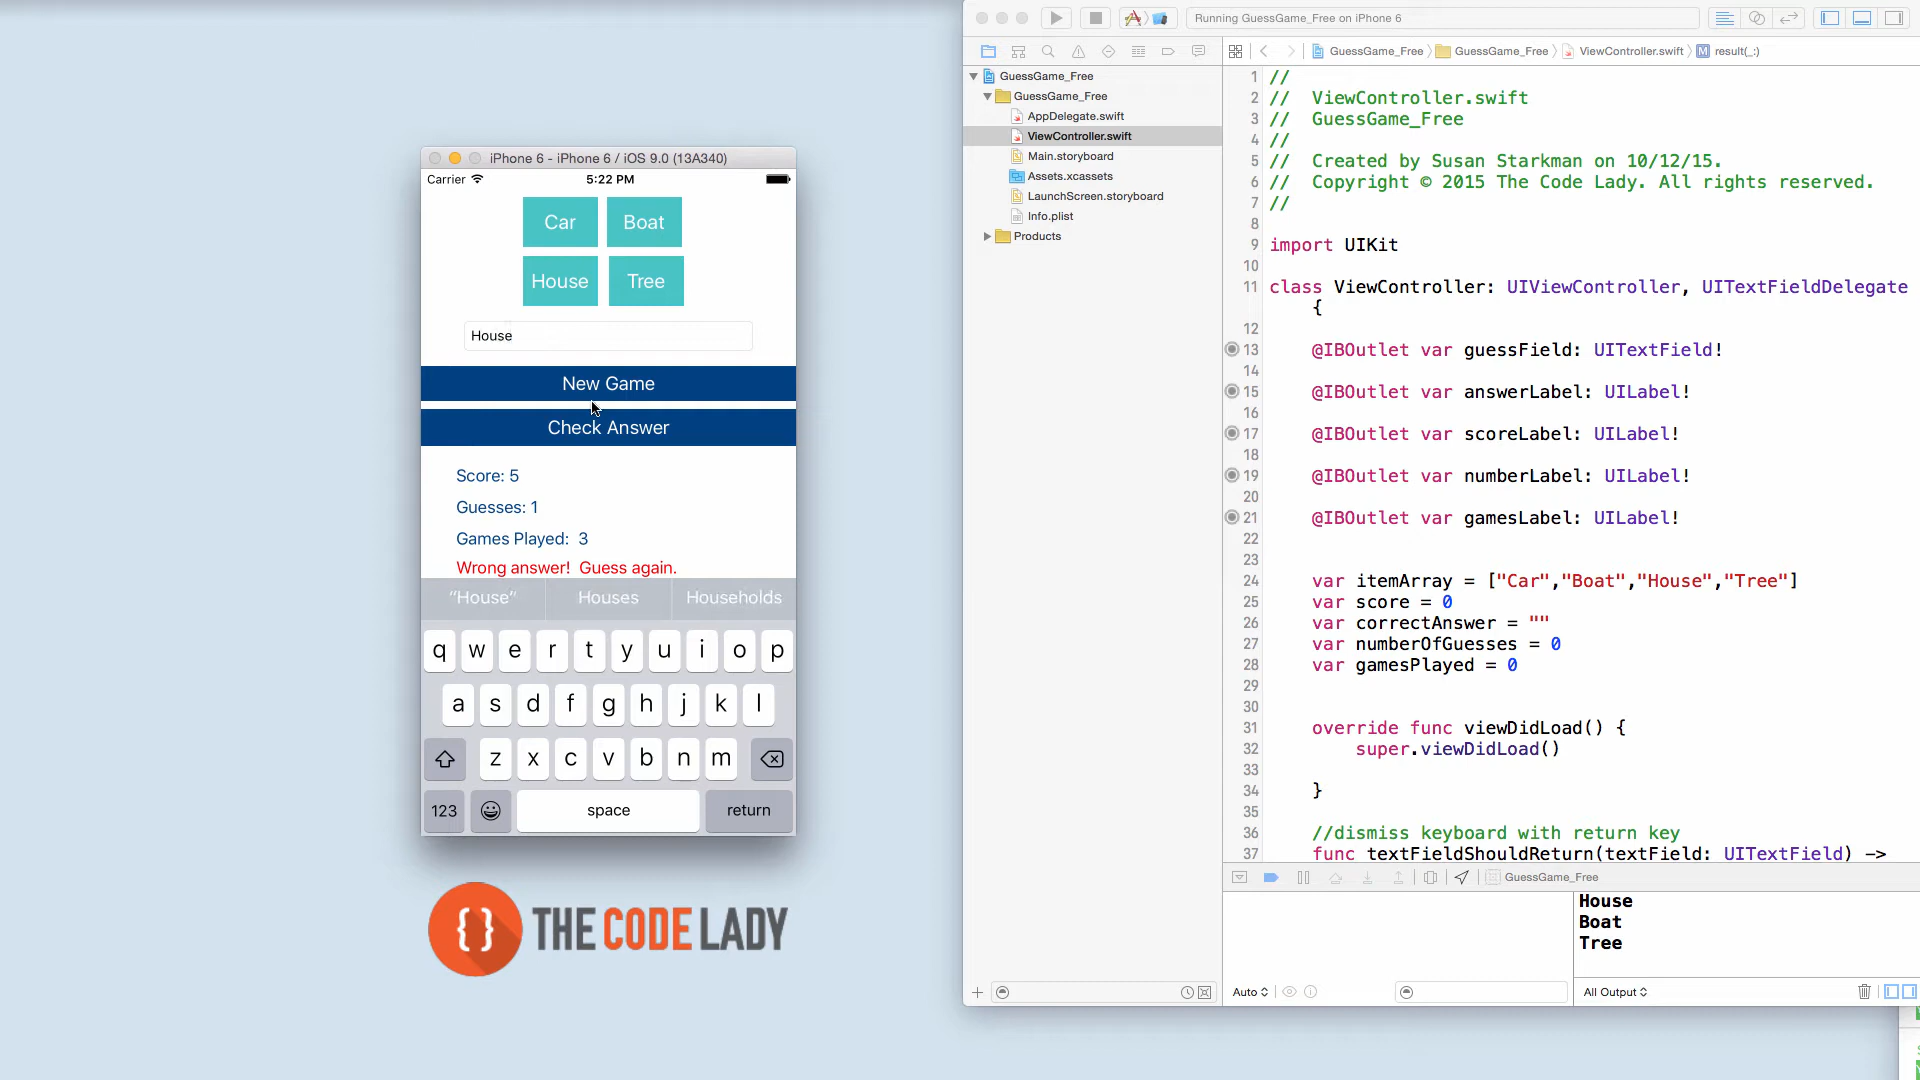 iPhone 6 - iPhone 6 / iOS 9.0 (13A340)
Carrier
5:22 PM
Car
Boat
House
Tree
House
New Game
Check Answer
Score: 5
Guesses: 1
Games Played: 3
Wrong answer! Guess again.
“House” Houses Households
q w e r t y u i o p
a s d f g h j k l
z x c v b n m
123 space return
{} THE CODE LADY
Running GuessGame_Free on iPhone 6
GuessGame_Free GuessGame_Free ViewController.swift M result(_:)
GuessGame_Free
GuessGame_Free
AppDelegate.swift
ViewController.swift
Main.storyboard
Assets.xcassets
LaunchScreen.storyboard
Info.plist
Products
1 //
2 // ViewController.swift
3 // GuessGame_Free
4 //
5 // Created by Susan Starkman on 10/12/15.
6 // Copyright © 2015 The Code Lady. All rights reserved.
7 //
8
9 import UIKit
10
11 class ViewController: UIViewController, UITextFieldDelegate
{
12
13 @IBOutlet var guessField: UITextField!
14
15 @IBOutlet var answerLabel: UILabel!
16
17 @IBOutlet var scoreLabel: UILabel!
18
19 @IBOutlet var numberLabel: UILabel!
20
21 @IBOutlet var gamesLabel: UILabel!
22
23
24 var itemArray = ["Car","Boat","House","Tree"]
25 var score = 0
26 var correctAnswer = ""
27 var numberOfGuesses = 0
28 var gamesPlayed = 0
29
30
31 override func viewDidLoad() {
32 super.viewDidLoad()
33
34 }
35
36 //dismiss keyboard with return key
37 func textFieldShouldReturn(textField: UITextField) ->
GuessGame_Free
House
Boat
Tree
Auto
All Output